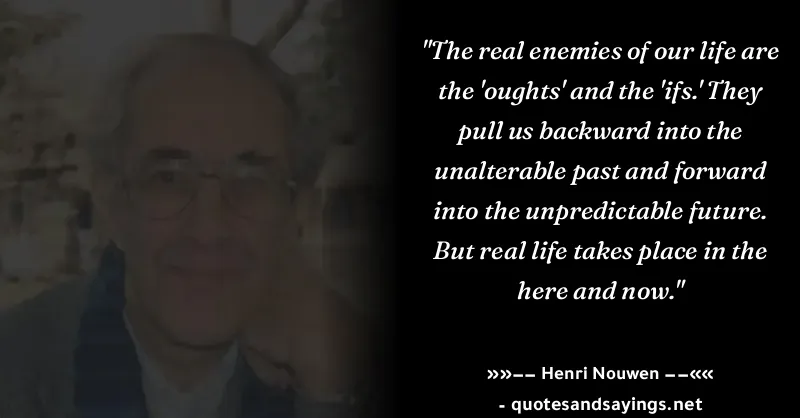 "The real enemies of our life are
the 'oughts' and the 'ifs.' They
pull us backward into the
unalterable past and forward
into the unpredictable future.
But real life takes place in the
here and now."
»»–– Henri Nouwen ––««
- quotesandsayings.net